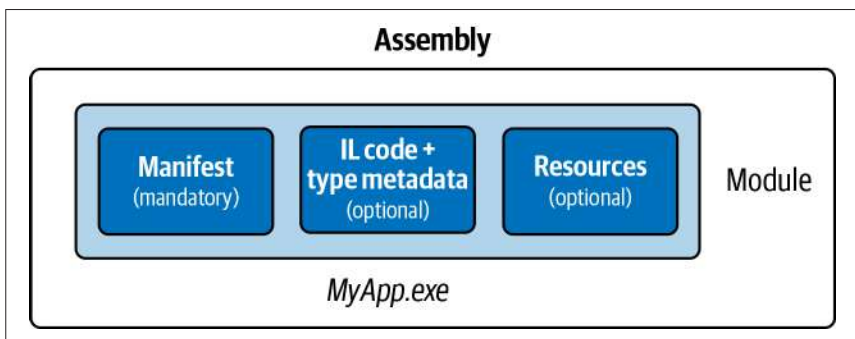 Assembly
Manifest
(mandatory)
IL code +
type metadata
(optional)
Resources
(optional)
Module
MyApp.exe